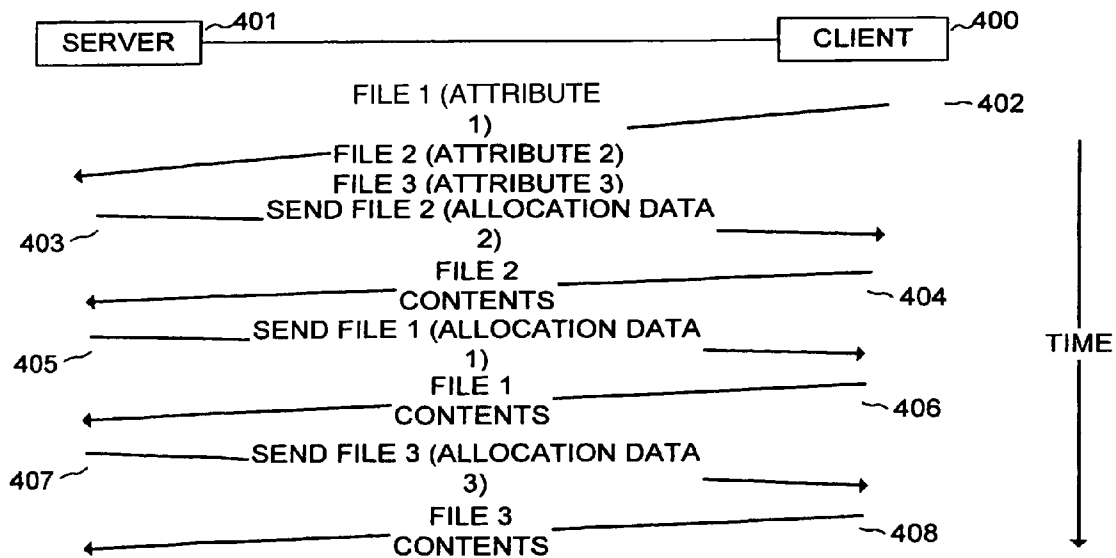 401
SERVER
400
CLIENT
FILE 1 (ATTRIBUTE
1)
402
FILE 2 (ATTRIBUTE 2)
FILE 3 (ATTRIBUTE 3)
403
SEND FILE 2 (ALLOCATION DATA
2)
FILE 2
CONTENTS
404
405
SEND FILE 1 (ALLOCATION DATA
1)
TIME
FILE 1
CONTENTS
406
407
SEND FILE 3 (ALLOCATION DATA
3)
FILE 3
CONTENTS
408